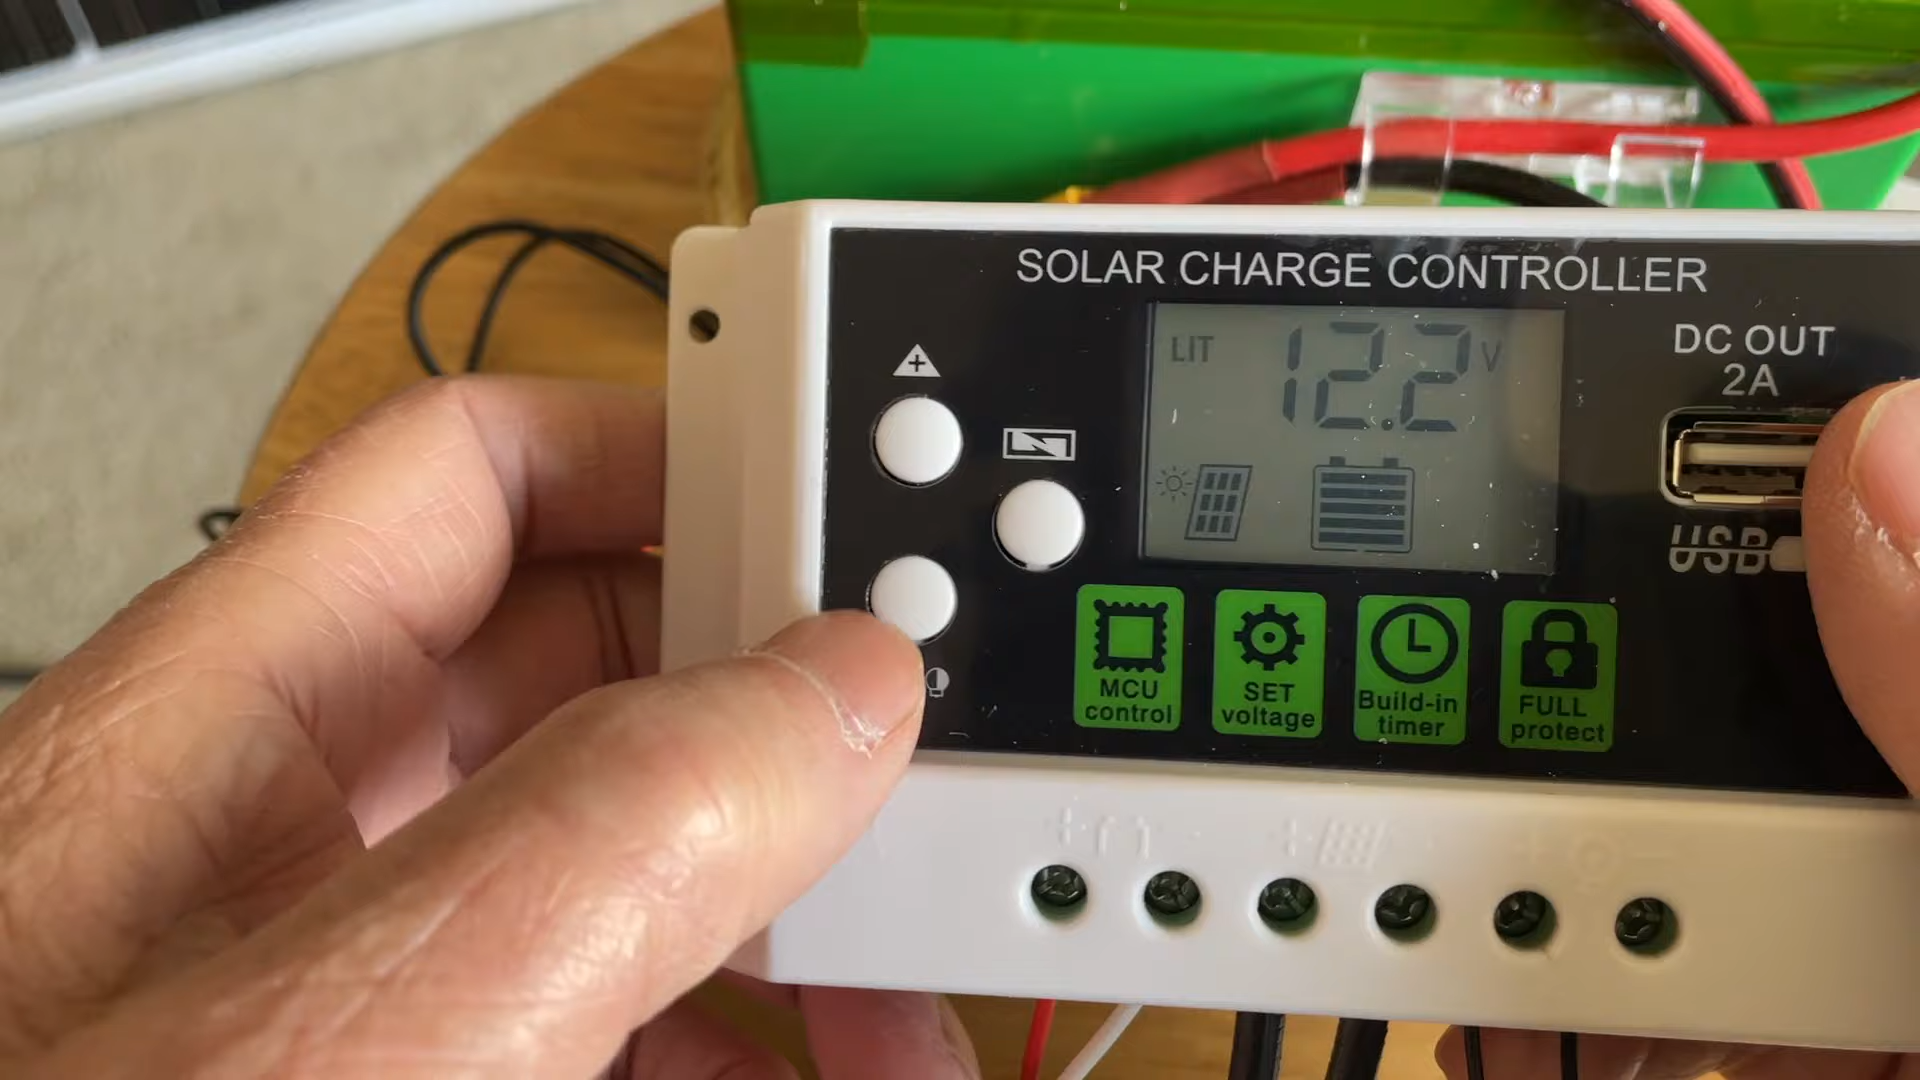 SOLAR CHARGE CONTROLLER
LIT 12.2 V
DC OUT
2A
USB
MCU
control
SET
voltage
Build-in
timer
FULL
protect